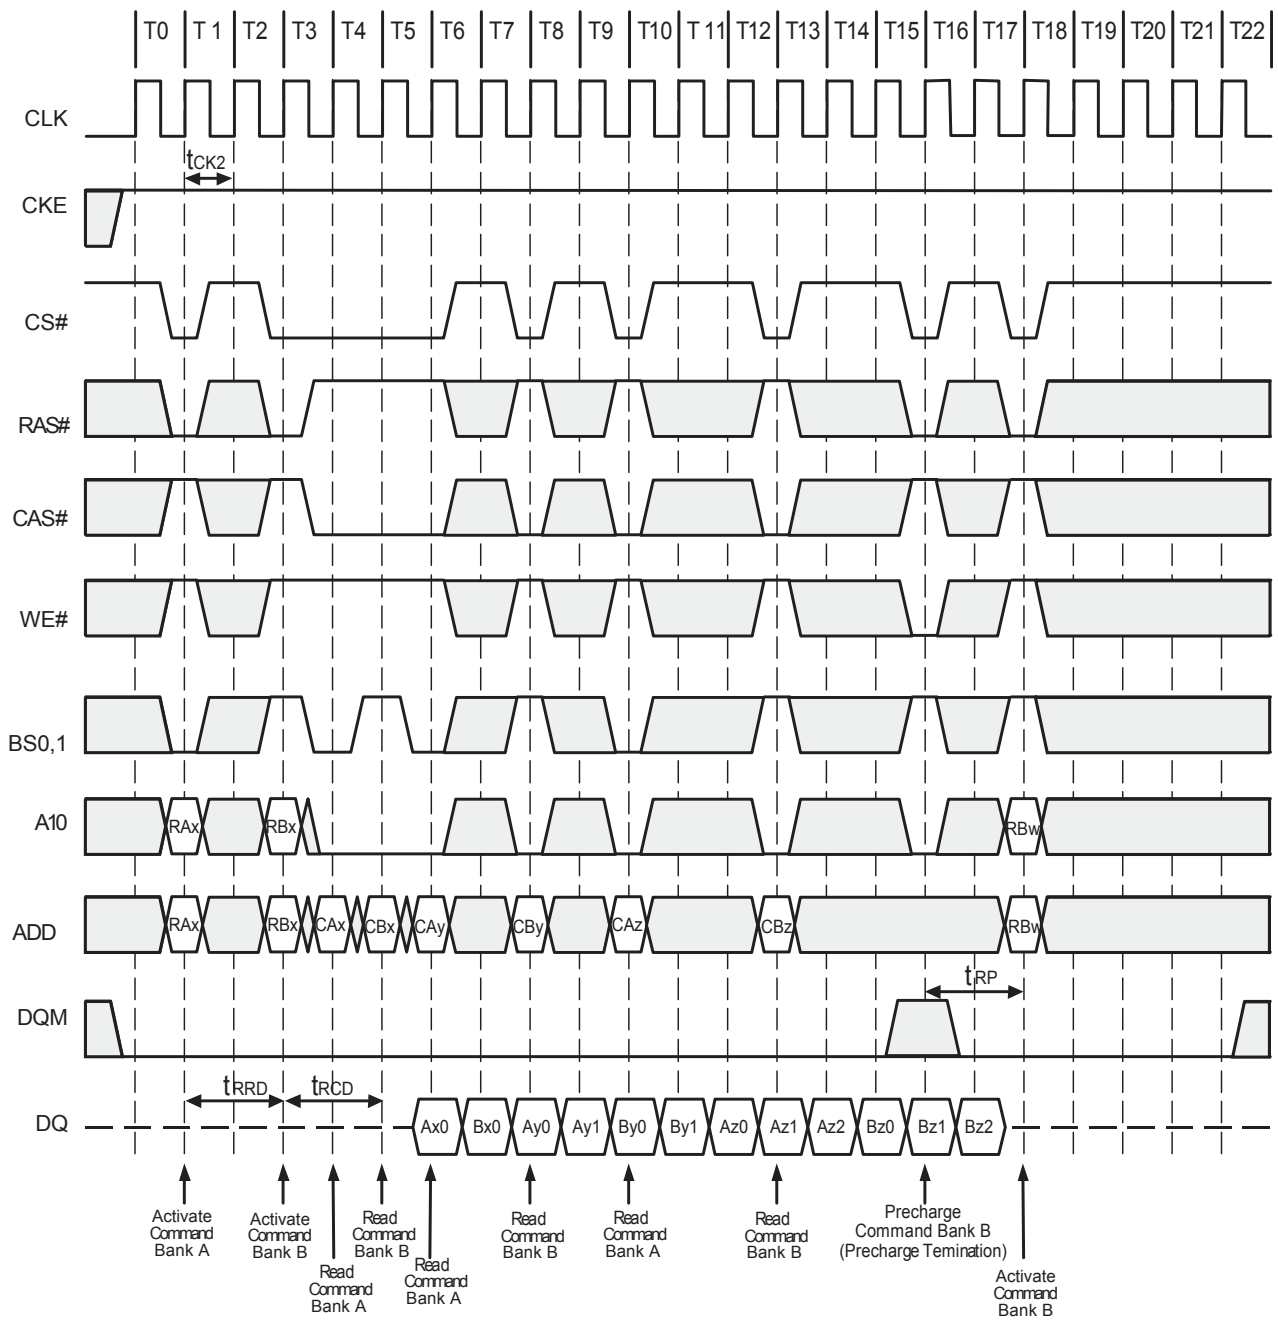 T0 T 1 T2 T3 T4 T5 T6 T7 T8 T9 T10 T 11 T12 T13 T14 T15 T16 T17 T18 T19 T20 T21 T22
CLK
tCK2
CKE
CS#
RAS#
CAS#
WE#
BS0,1
A10
RAx RBx RBw
ADD
RAx RBx CAx CBx CAy CBy CAz CBz RBw
tRP
DQM
tRRD tRCD
DQ
Ax0 Bx0 Ay0 Ay1 By0 By1 Az0 Az1 Az2 Bz0 Bz1 Bz2
Activate
Command
Bank A
Activate
Command
Bank B
Read
Command
Bank A
Read
Command
Bank B
Read
Command
Bank A
Read
Command
Bank B
Read
Command
Bank A
Read
Command
Bank B
Precharge
Command Bank B
(Precharge Temination)
Activate
Command
Bank B